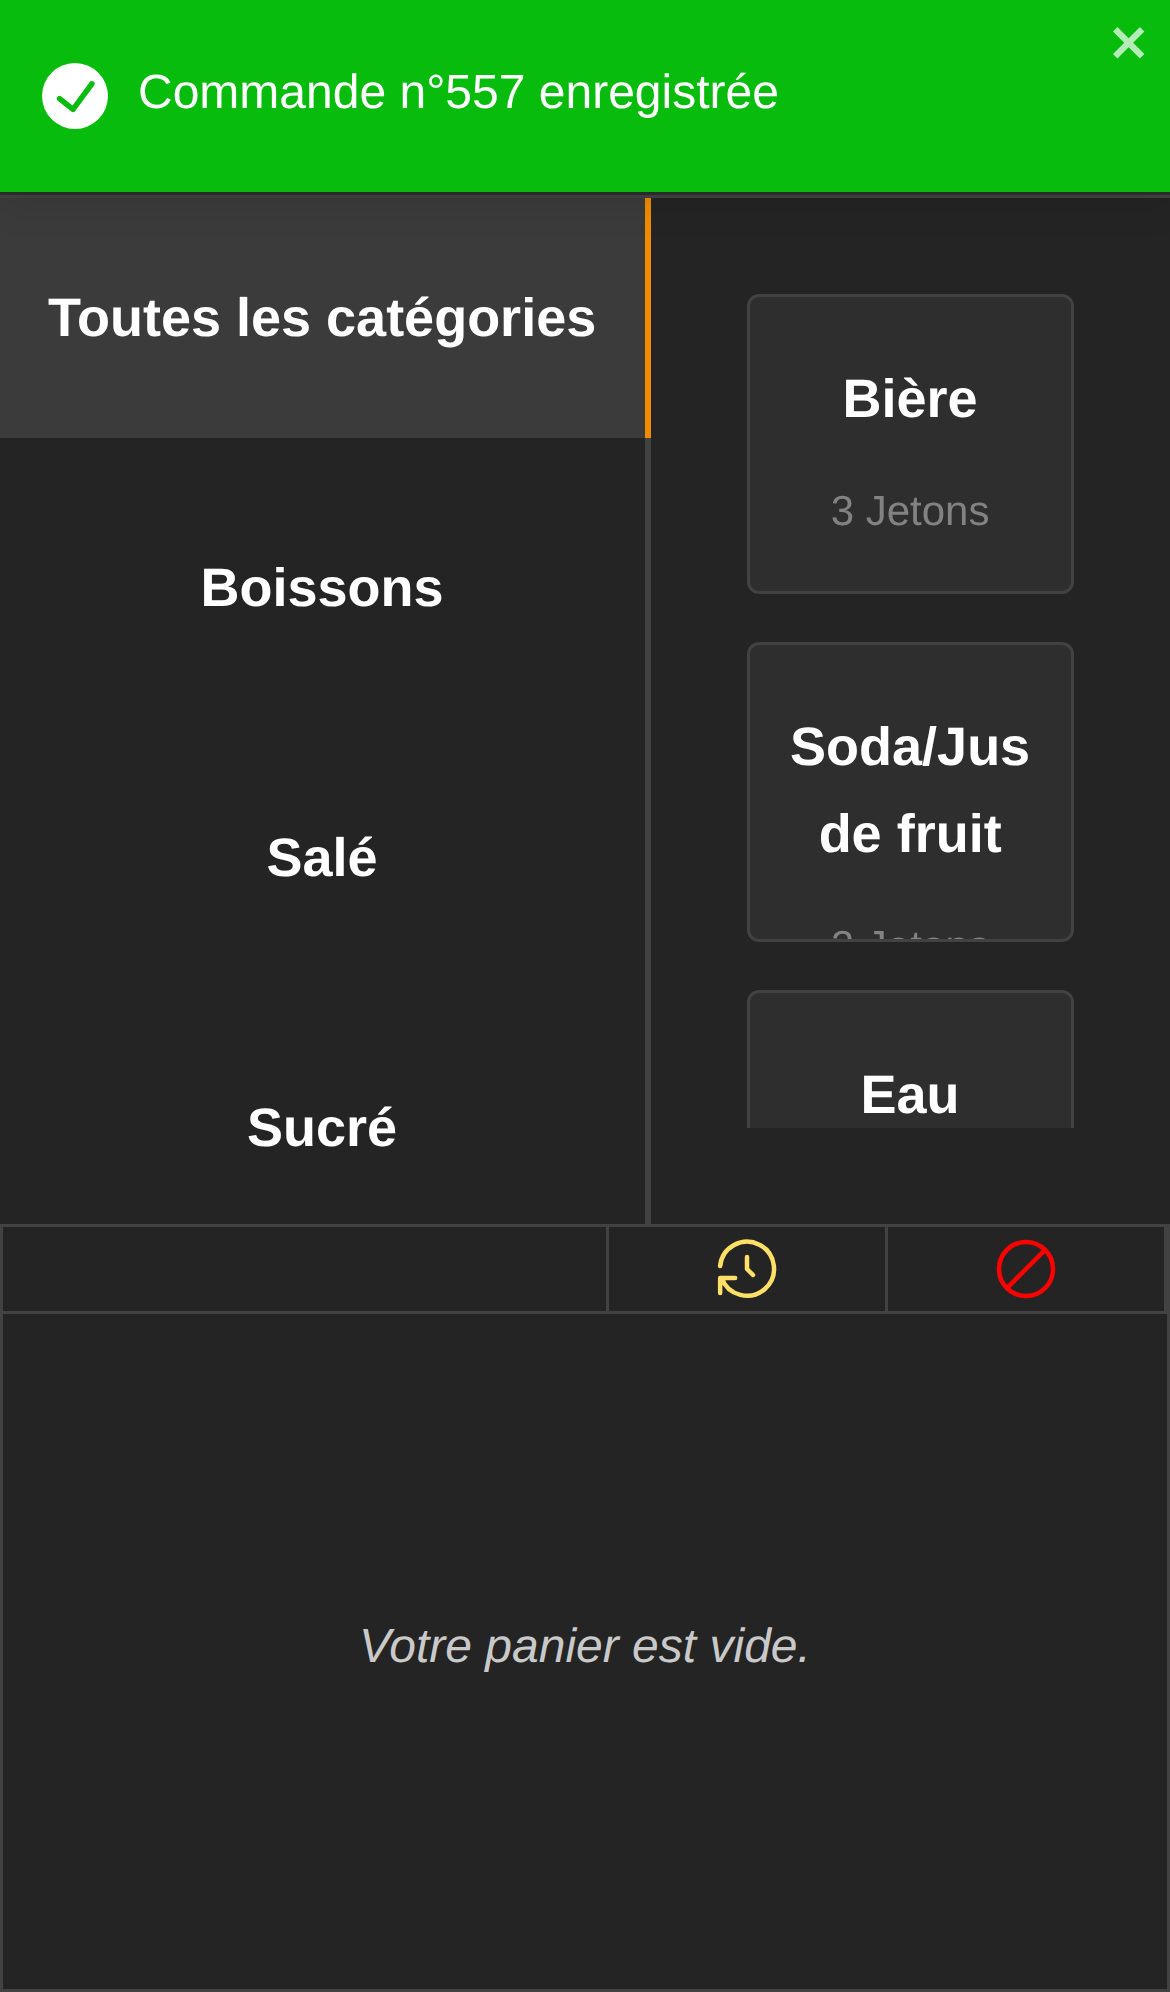 Commande n°557 enregistrée
Toutes les catégories
Boissons
Salé
Sucré
Bière
3 Jetons
Soda/Jus
de fruit
Jetons
Eau
Votre panier est vide.